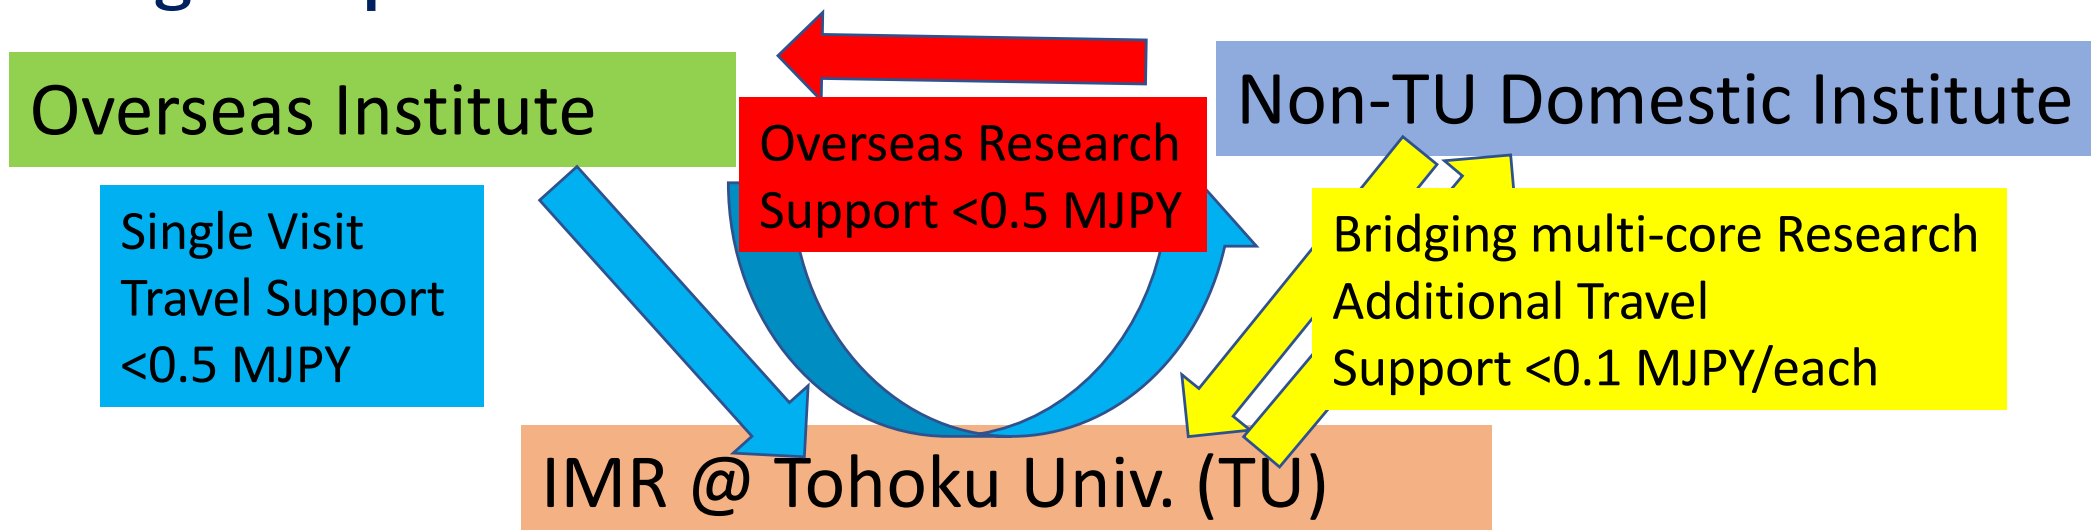 Overseas Institute
Non-TU Domestic Institute
Overseas Research
Support <0.5 MJPY
Single Visit
Travel Support
<0.5 MJPY
Bridging multi-core Research
Additional Travel
Support <0.1 MJPY/each
IMR @ Tohoku Univ. (TU)